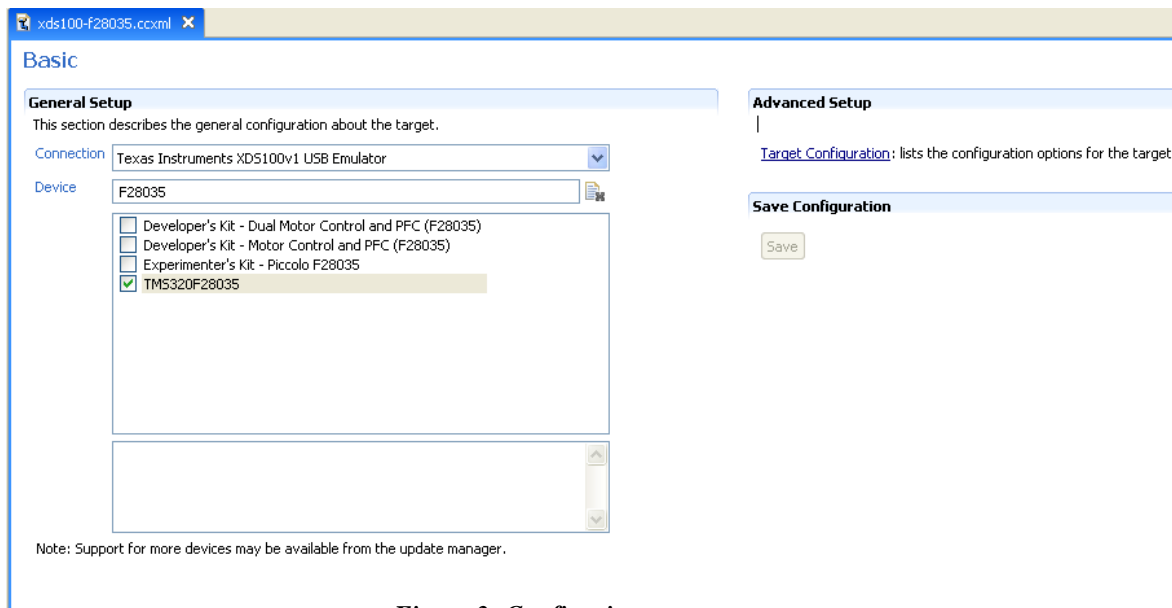 xds100-f28035.ccxml
Basic
General Setup
This section describes the general configuration about the target.
Connection
Texas Instruments XDS100v1 USB Emulator
Device
F28035
Developer's Kit - Dual Motor Control and PFC (F28035)
Developer's Kit - Motor Control and PFC (F28035)
Experimenter's Kit - Piccolo F28035
TMS320F28035
Note: Support for more devices may be available from the update manager.
Advanced Setup
Target Configuration: lists the configuration options for the target
Save Configuration
Save